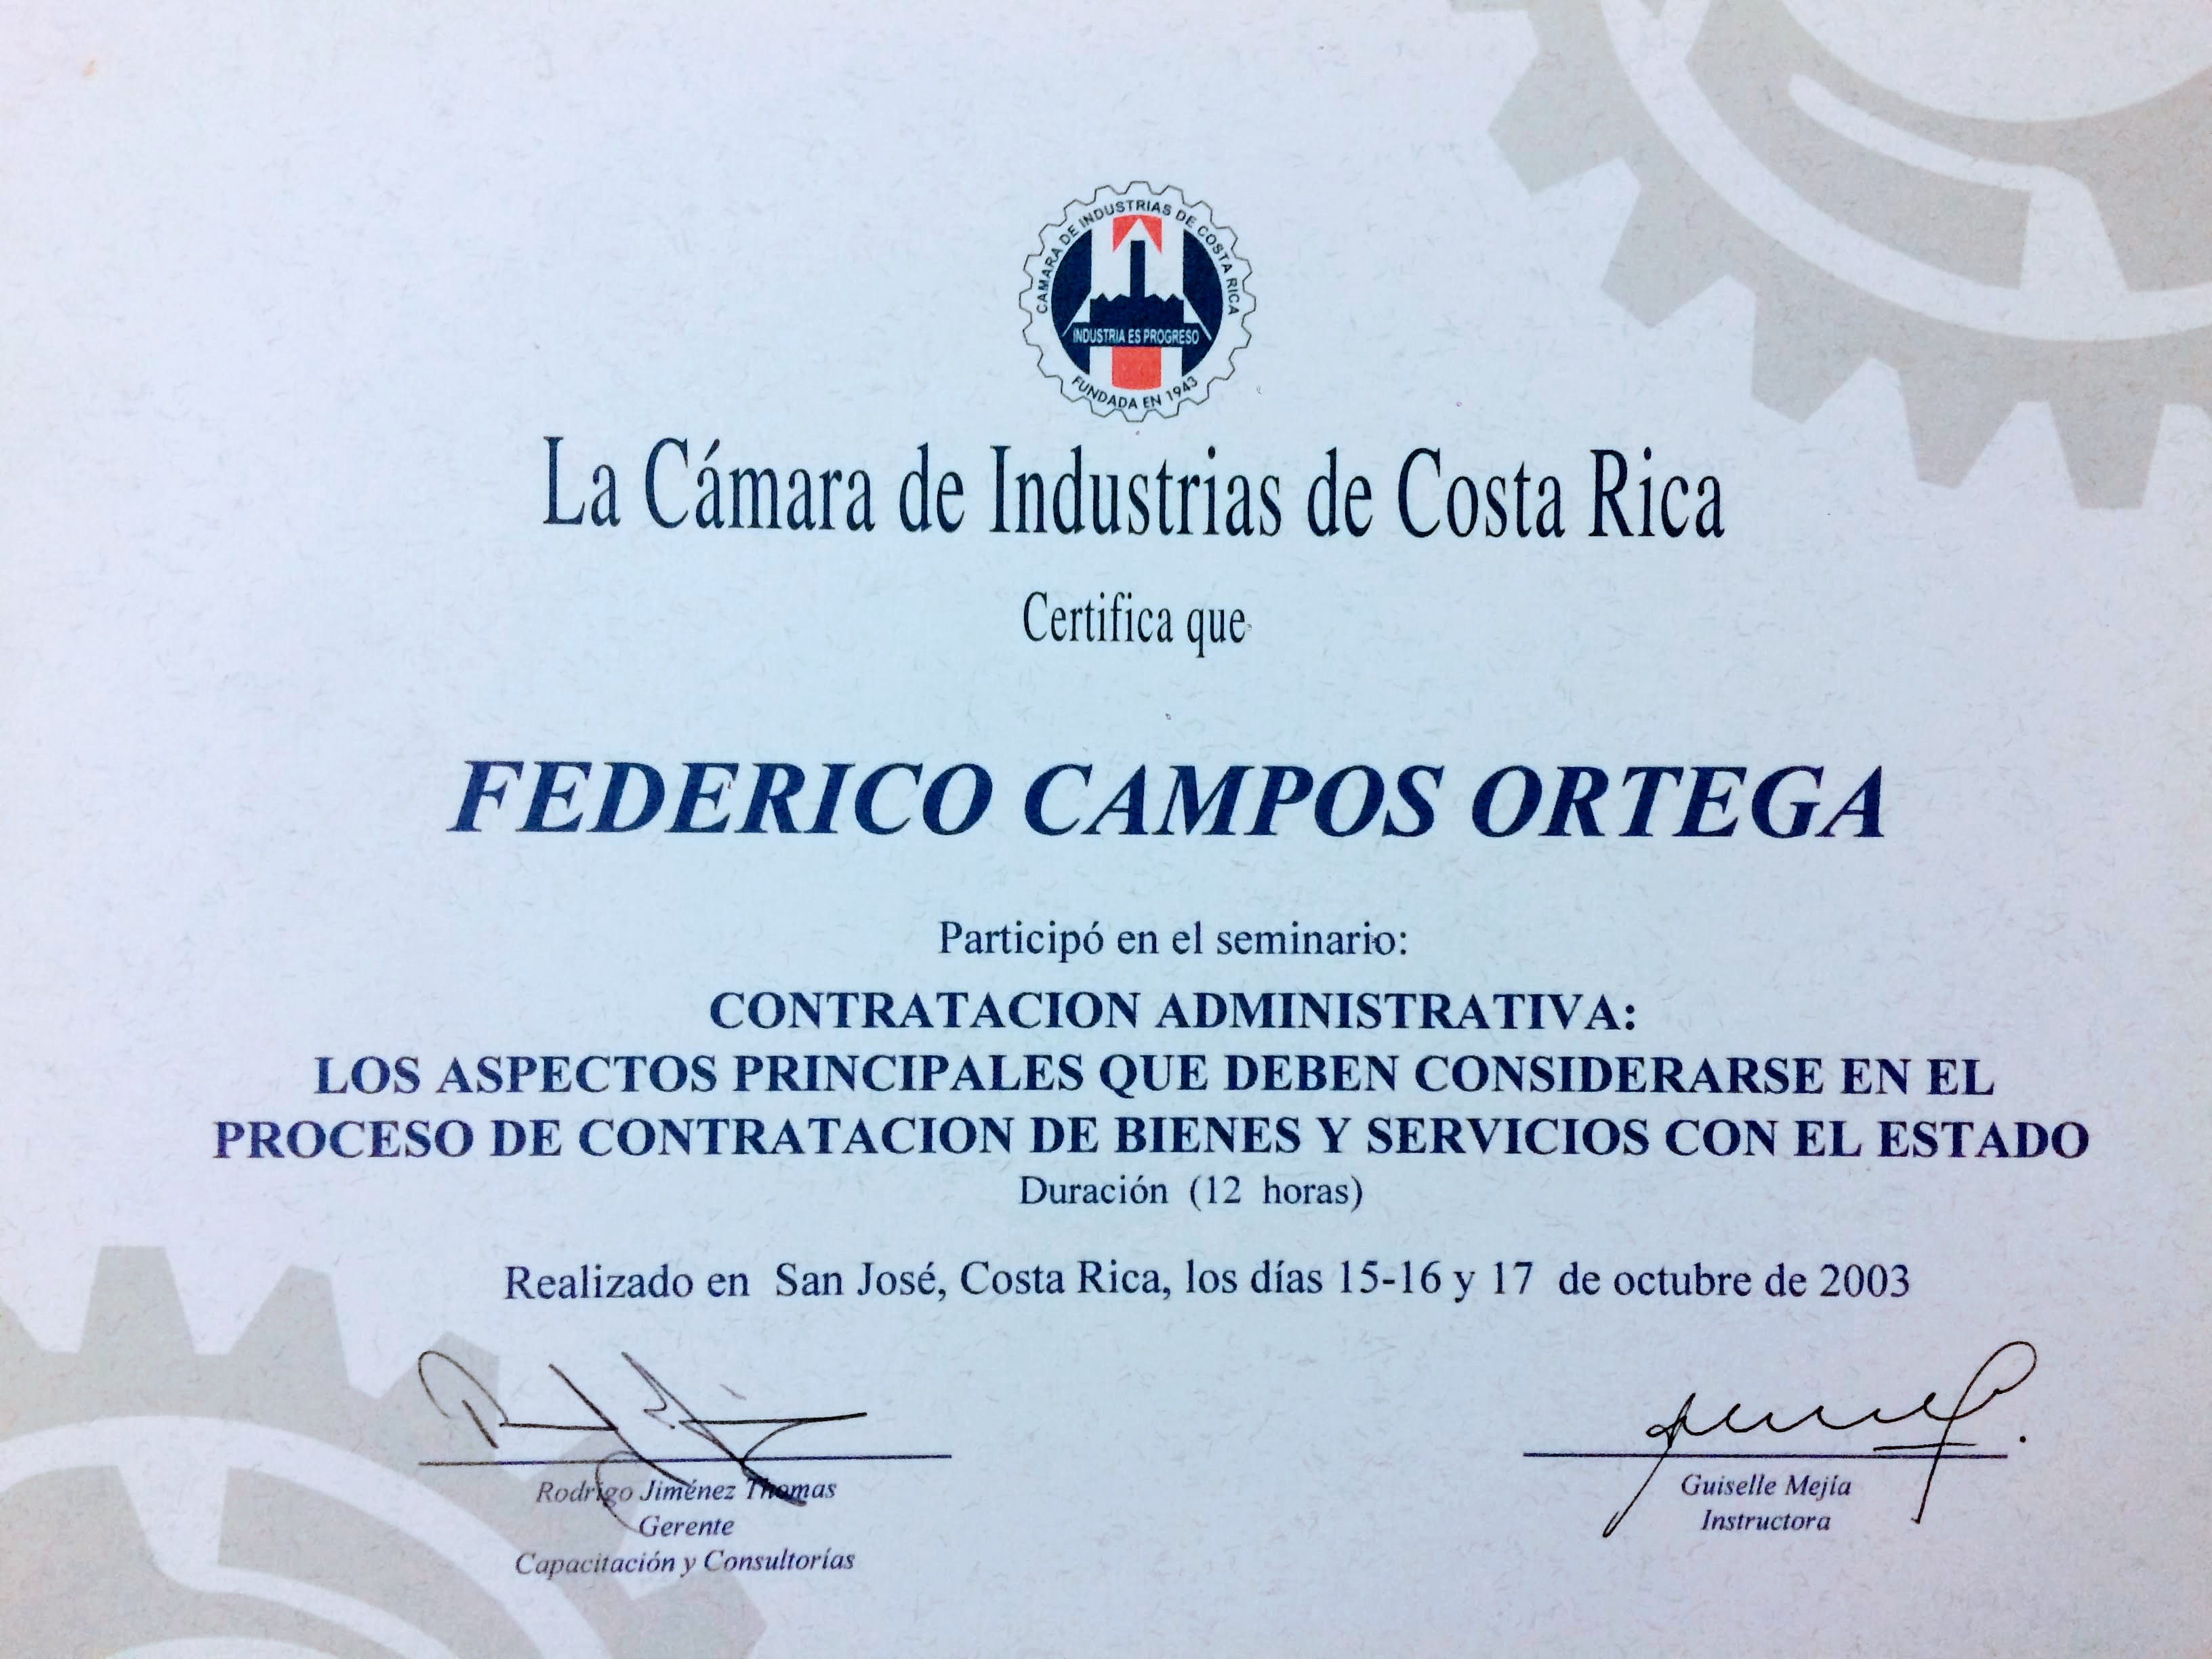 CAMARA DE INDUSTRIAS DE COSTA RICA
INDUSTRIA ES PROGRESO
FUNDADA EN 1943
La Cámara de Industrias de Costa Rica
Certifica que
FEDERICO CAMPOS ORTEGA
Participó en el seminario:
CONTRATACION ADMINISTRATIVA:
LOS ASPECTOS PRINCIPALES QUE DEBEN CONSIDERARSE EN EL
PROCESO DE CONTRATACION DE BIENES Y SERVICIOS CON EL ESTADO
Duración (12 horas)
Realizado en San José, Costa Rica, los días 15-16 y 17 de octubre de 2003
Rodrigo Jiménez Thomas
Gerente
Capacitación y Consultorías
Guiselle Mejía
Instructora